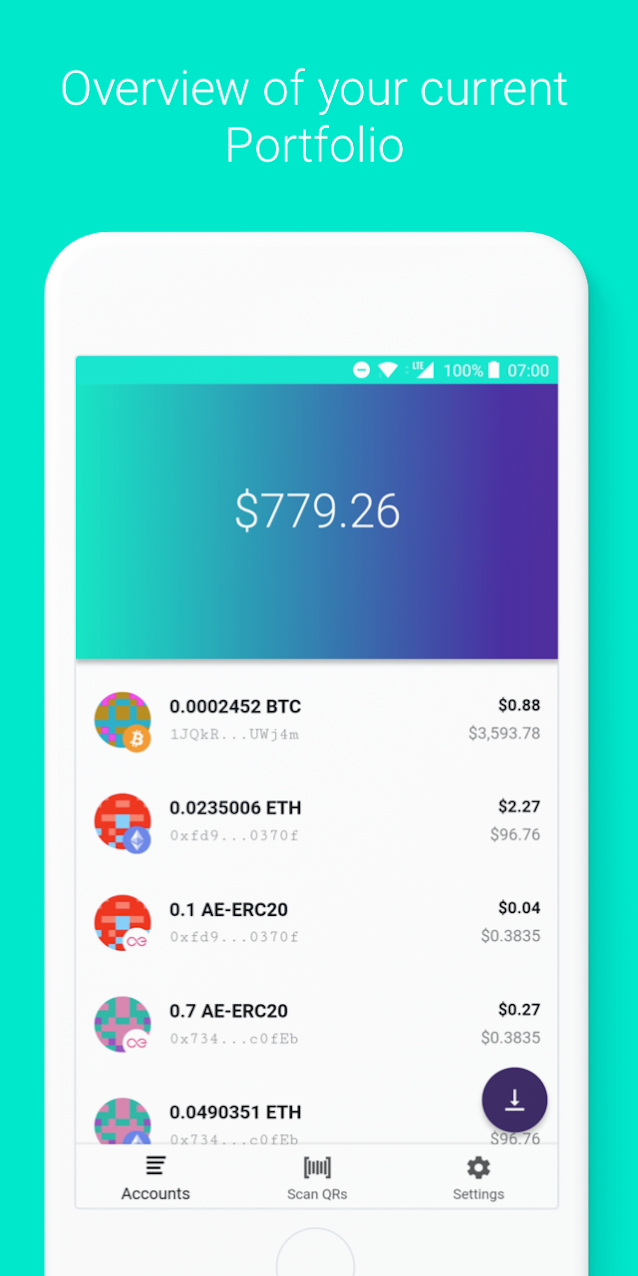 Overview of your current
Portfolio
LTE 100% 07:00
$779.26
0.0002452 BTC $0.88
1JQkR...UWj4m $3,593.78
0.0235006 ETH $2.27
0xfd9...0370f $96.76
0.1 AE-ERC20 $0.04
0xfd9...0370f $0.3835
0.7 AE-ERC20 $0.27
0x734...c0fEb $0.3835
0.0490351 ETH
0x734...c0fEb $96.76
Accounts Scan QRs Settings